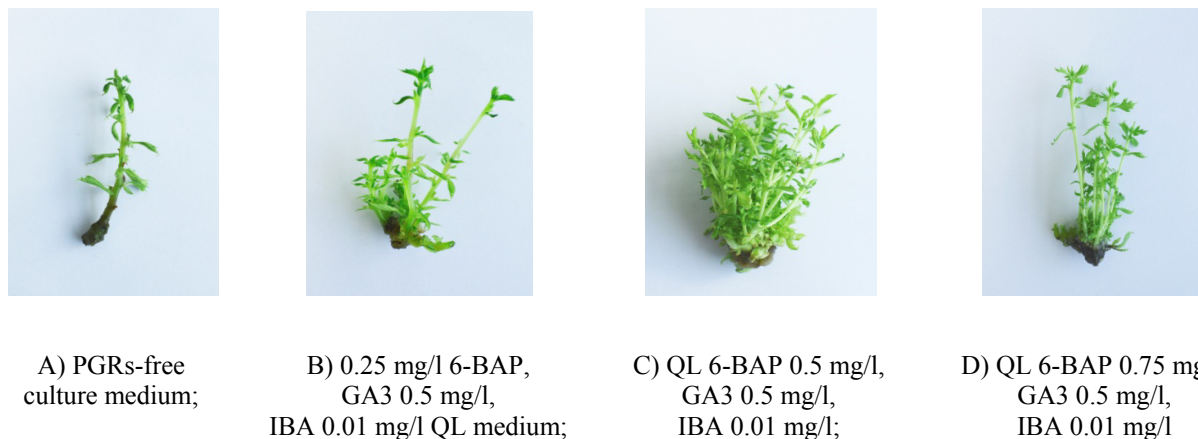 A) PGRs-free
culture medium;
B) 0.25 mg/l 6-BAP,
GA3 0.5 mg/l,
IBA 0.01 mg/l QL medium;
C) QL 6-BAP 0.5 mg/l,
GA3 0.5 mg/l,
IBA 0.01 mg/l;
D) QL 6-BAP 0.75 mg
GA3 0.5 mg/l,
IBA 0.01 mg/l